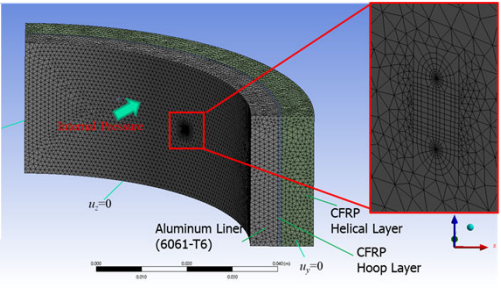 Pressure
u_z=0
CFRP
Helical Layer
Aluminum Liner
(6061-T6)
CFRP
Hoop Layer
u_y=0
0.000
0.020
0.040 (m)
0.010
0.030